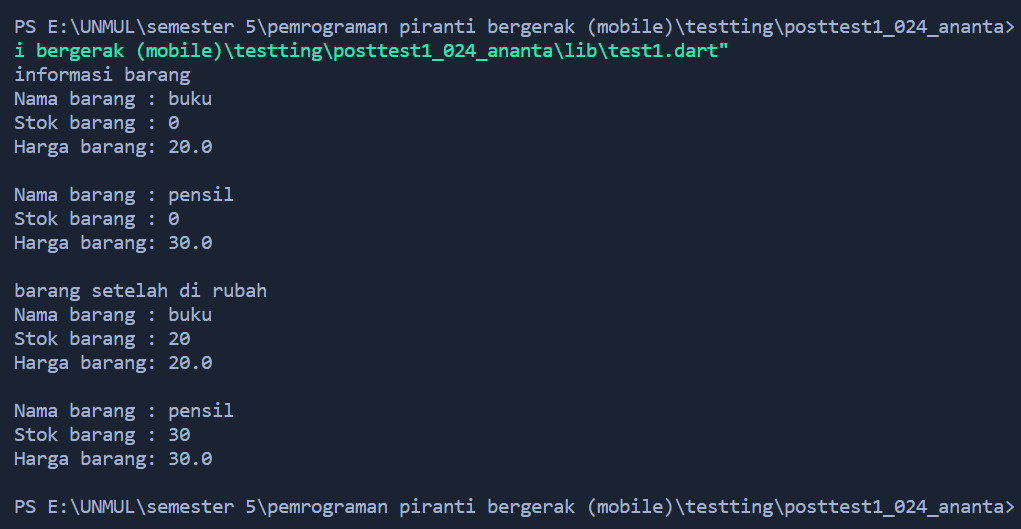 PS E:\UNMUL\semester 5\pemrograman piranti bergerak (mobile)\testting\posttest1_024_ananta>
i bergerak (mobile)\testting\posttest1_024_ananta\lib\test1.dart"
informasi barang
Nama barang : buku
Stok barang : 0
Harga barang: 20.0
Nama barang : pensil
Stok barang : 0
Harga barang: 30.0
barang setelah di rubah
Nama barang : buku
Stok barang : 20
Harga barang: 20.0
Nama barang : pensil
Stok barang : 30
Harga barang: 30.0
PS E:\UNMUL\semester 5\pemrograman piranti bergerak (mobile)\testting\posttest1_024_ananta>